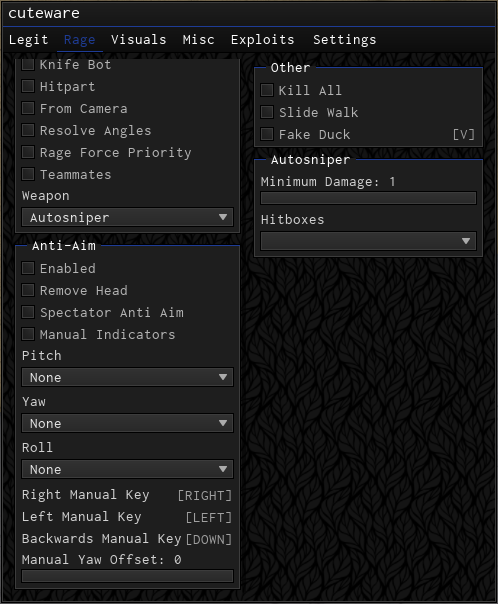 cuteware
Legit Rage Visuals Misc Exploits Settings
Knife Bot
Hitpart
From Camera
Resolve Angles
Rage Force Priority
Teammates
Weapon
Autosniper
Anti-Aim
Enabled
Remove Head
Spectator Anti Aim
Manual Indicators
Pitch
None
Yaw
None
Roll
None
Right Manual Key [RIGHT]
Left Manual Key [LEFT]
Backwards Manual Key [DOWN]
Manual Yaw Offset: 0
Other
Kill All
Slide Walk
Fake Duck [V]
Autosniper
Minimum Damage: 1
Hitboxes